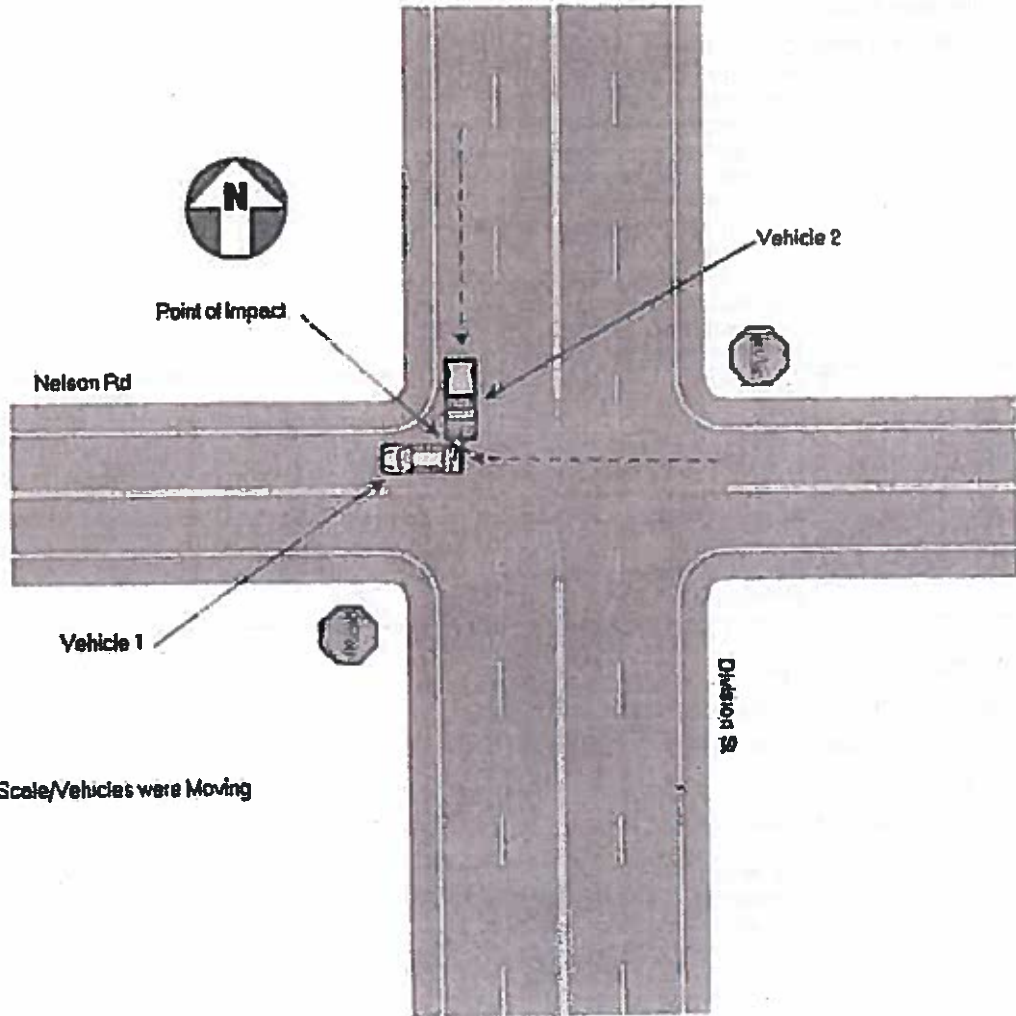 N
Vehicle 2
Point of Impact
Nelson Rd
Vehicle 1
Division St
Scale/Vehicles were Moving